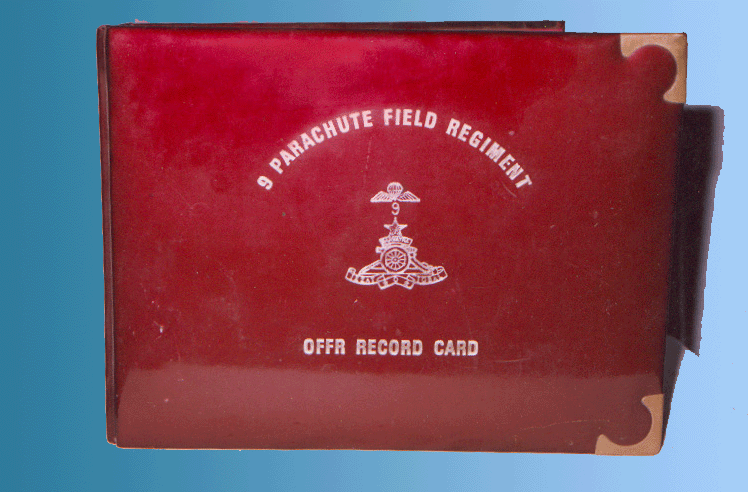 9 PARACHUTE FIELD REGIMENT
9
OFFR RECORD CARD